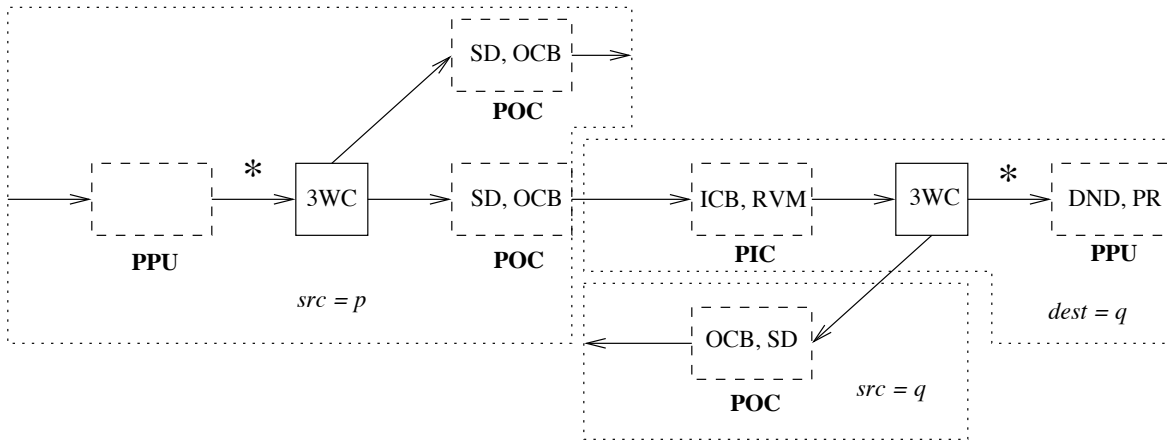 SD, OCB
POC
*
3WC
SD, OCB
ICB, RVM
3WC
*
DND, PR
PPU
POC
PIC
PPU
src = p
dest = q
OCB, SD
POC
src = q